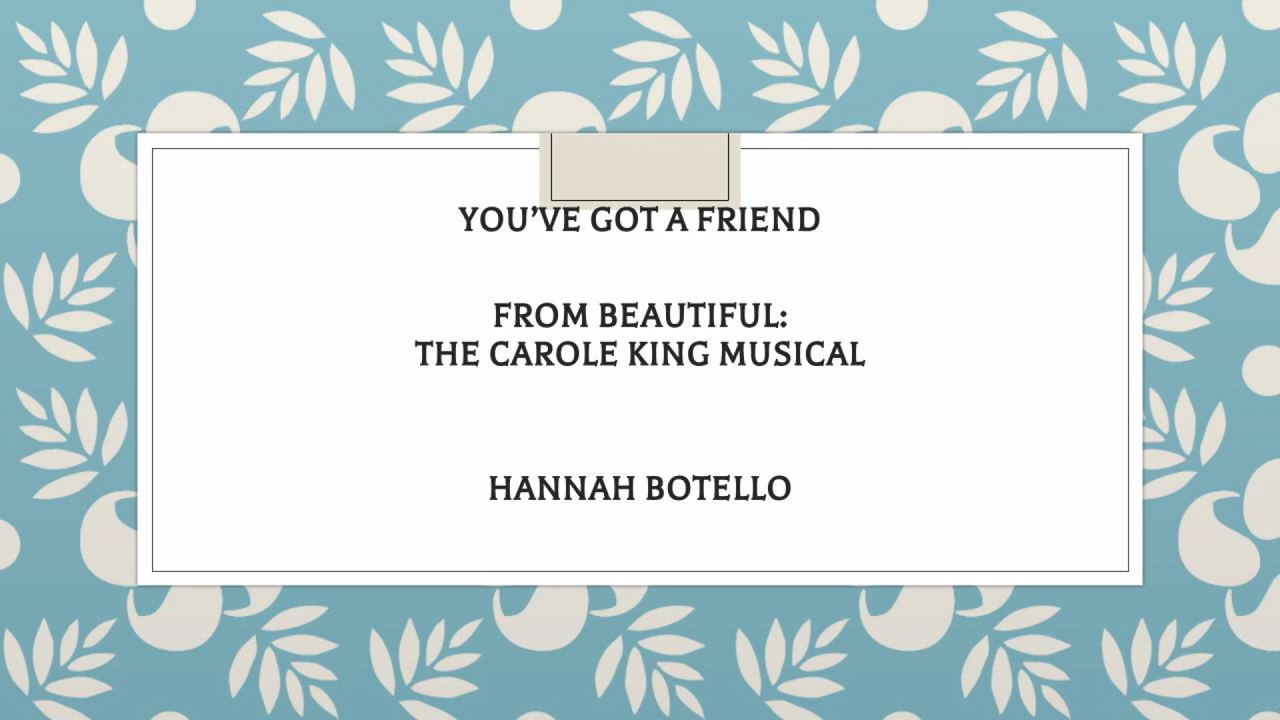 YOU’VE GOT A FRIEND
FROM BEAUTIFUL:
THE CAROLE KING MUSICAL
HANNAH BOTELLO